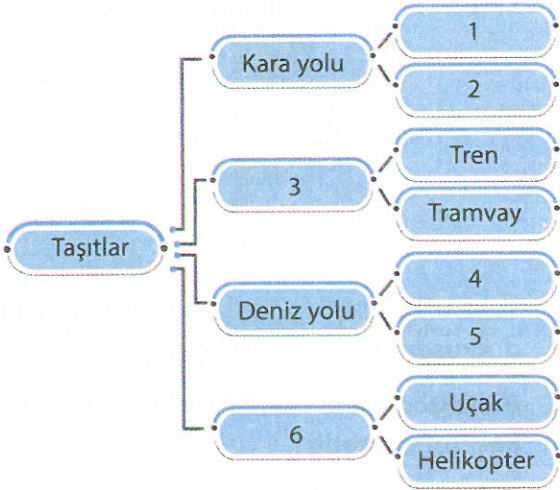 Taşıtlar
Kara yolu
1
2
3
Tren
Tramvay
Deniz yolu
4
5
6
Uçak
Helikopter